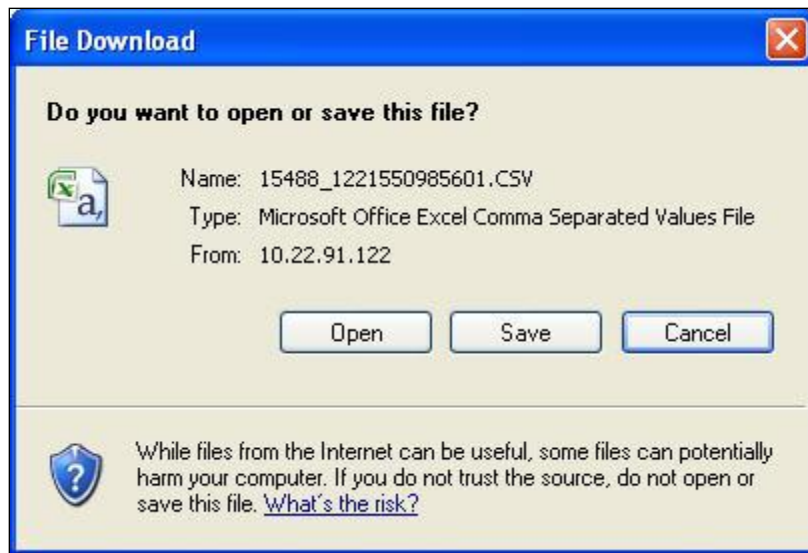 File Download
Do you want to open or save this file?
Name: 15488_1221550985601.CSV
Type: Microsoft Office Excel Comma Separated Values File
From: 10.22.91.122
Open Save Cancel
While files from the Internet can be useful, some files can potentially
harm your computer. If you do not trust the source, do not open or
save this file. What's the risk?